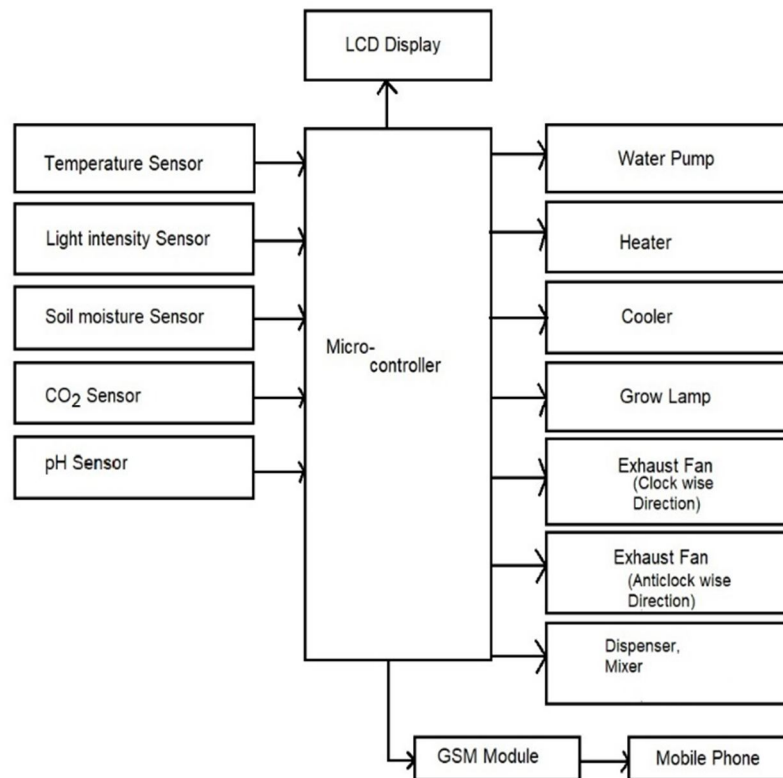 LCD Display
Temperature Sensor
Light intensity Sensor
Soil moisture Sensor
CO₂ Sensor
pH Sensor
Micro-
controller
Water Pump
Heater
Cooler
Grow Lamp
Exhaust Fan
(Clock wise
Direction)
Exhaust Fan
(Anticlock wise
Direction)
Dispenser,
Mixer
GSM Module
Mobile Phone